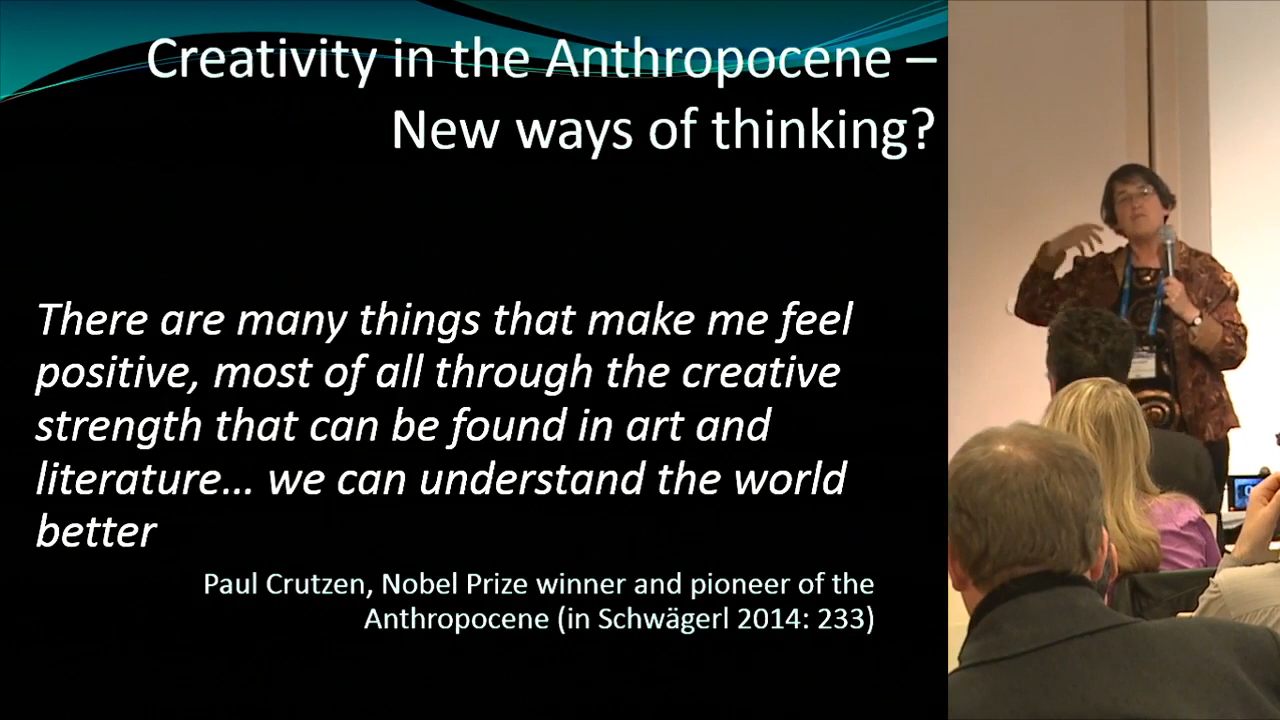 Creativity in the Anthropocene –
New ways of thinking?
There are many things that make me feel
positive, most of all through the creative
strength that can be found in art and
literature… we can understand the world
better
Paul Crutzen, Nobel Prize winner and pioneer of the
Anthropocene (in Schwägerl 2014: 233)